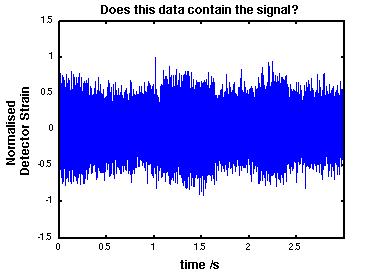 Does this data contain the signal?
1.5
1
0.5
0
-0.5
-1
-1.5
Normalised
Detector Strain
0 0.5 1 1.5 2 2.5
time /s